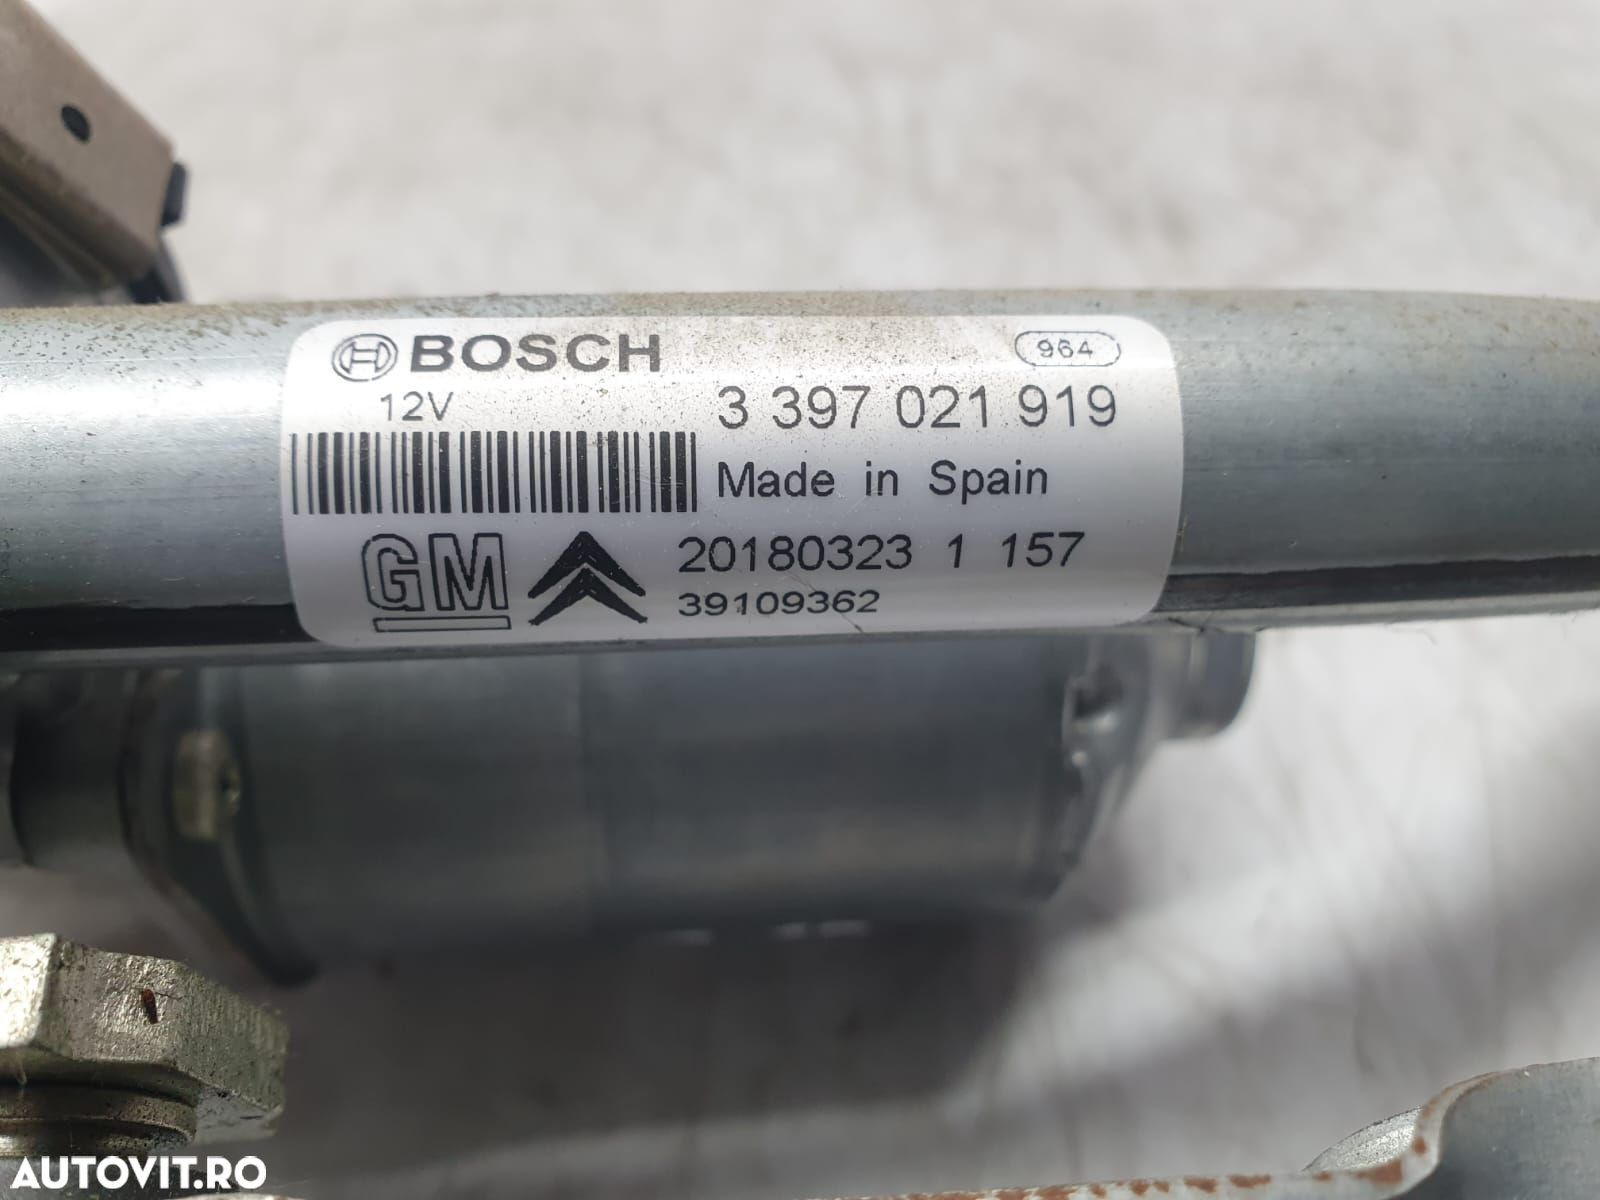 BOSCH
964
12V
3 397 021 919
Made in Spain
GM
20180323 1 157
39109362
AUTOVIT.RO